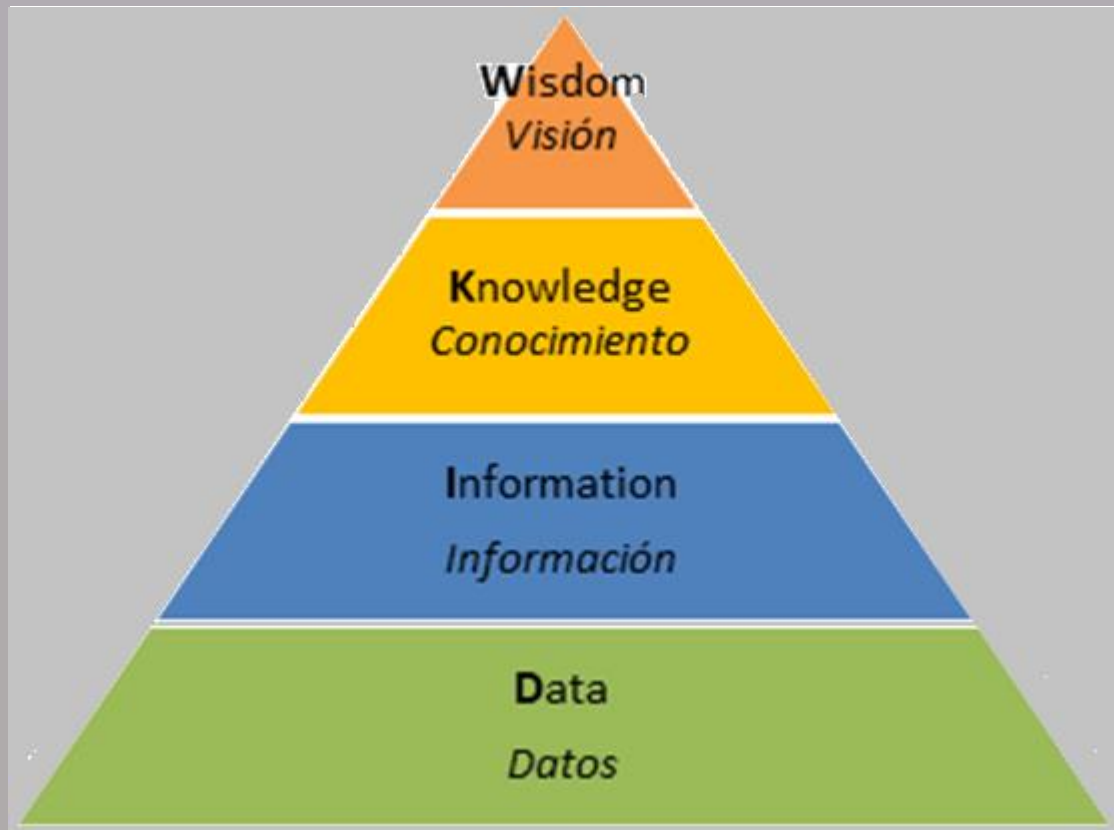 Wisdom
Visión
Knowledge
Conocimiento
Information
Información
Data
Datos